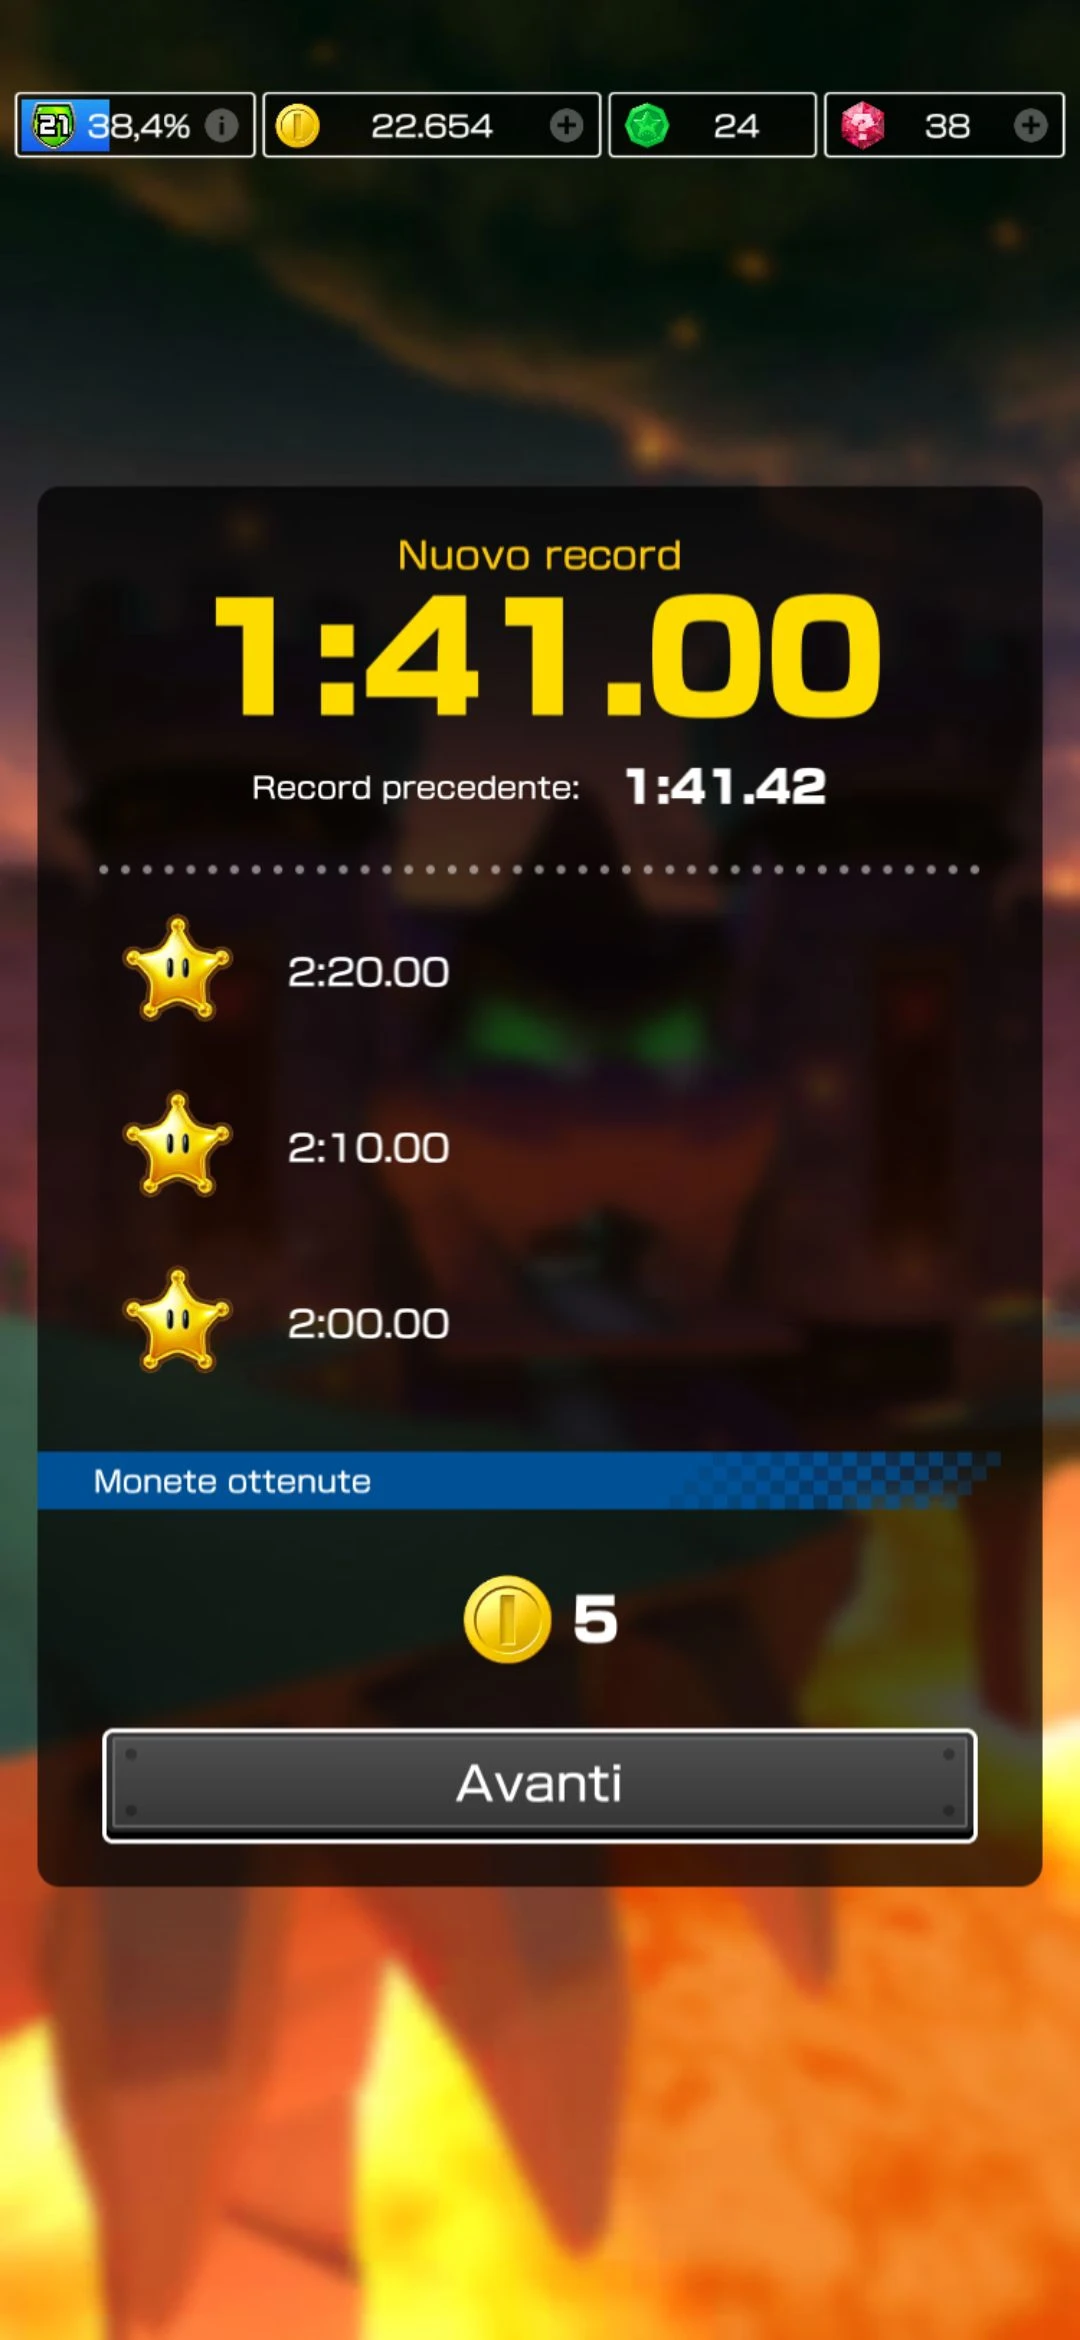 21 38,4% i 22.654 + 24 ? 38 +
Nuovo record
1:41.00
Record precedente: 1:41.42
2:20.00
2:10.00
2:00.00
Monete ottenute
5
Avanti